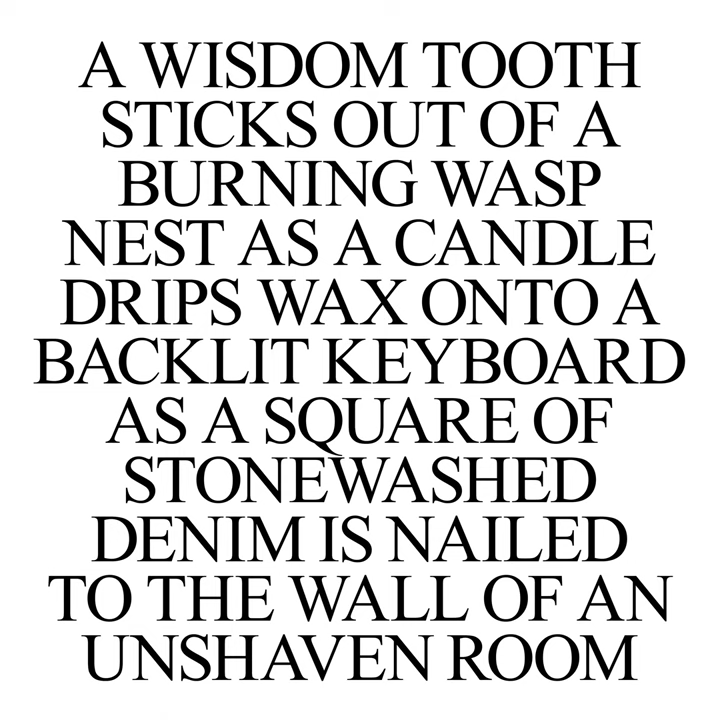 A WISDOM TOOTH
STICKS OUT OF A
BURNING WASP
NEST AS A CANDLE
DRIPS WAX ONTO A
BACKLIT KEYBOARD
AS A SQUARE OF
STONEWASHED
DENIM IS NAILED
TO THE WALL OF AN
UNSHAVEN ROOM